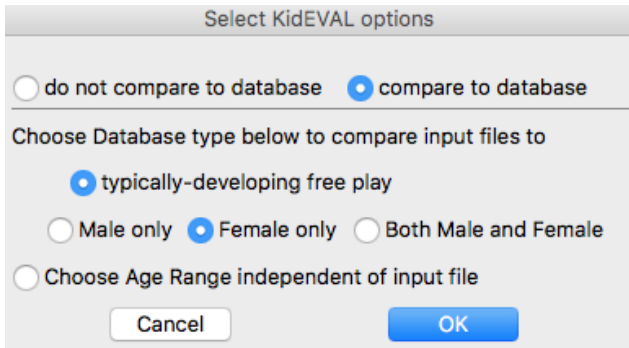 Select KidEVAL options
do not compare to database compare to database
Choose Database type below to compare input files to
typically-developing free play
Male only Female only Both Male and Female
Choose Age Range independent of input file
Cancel OK